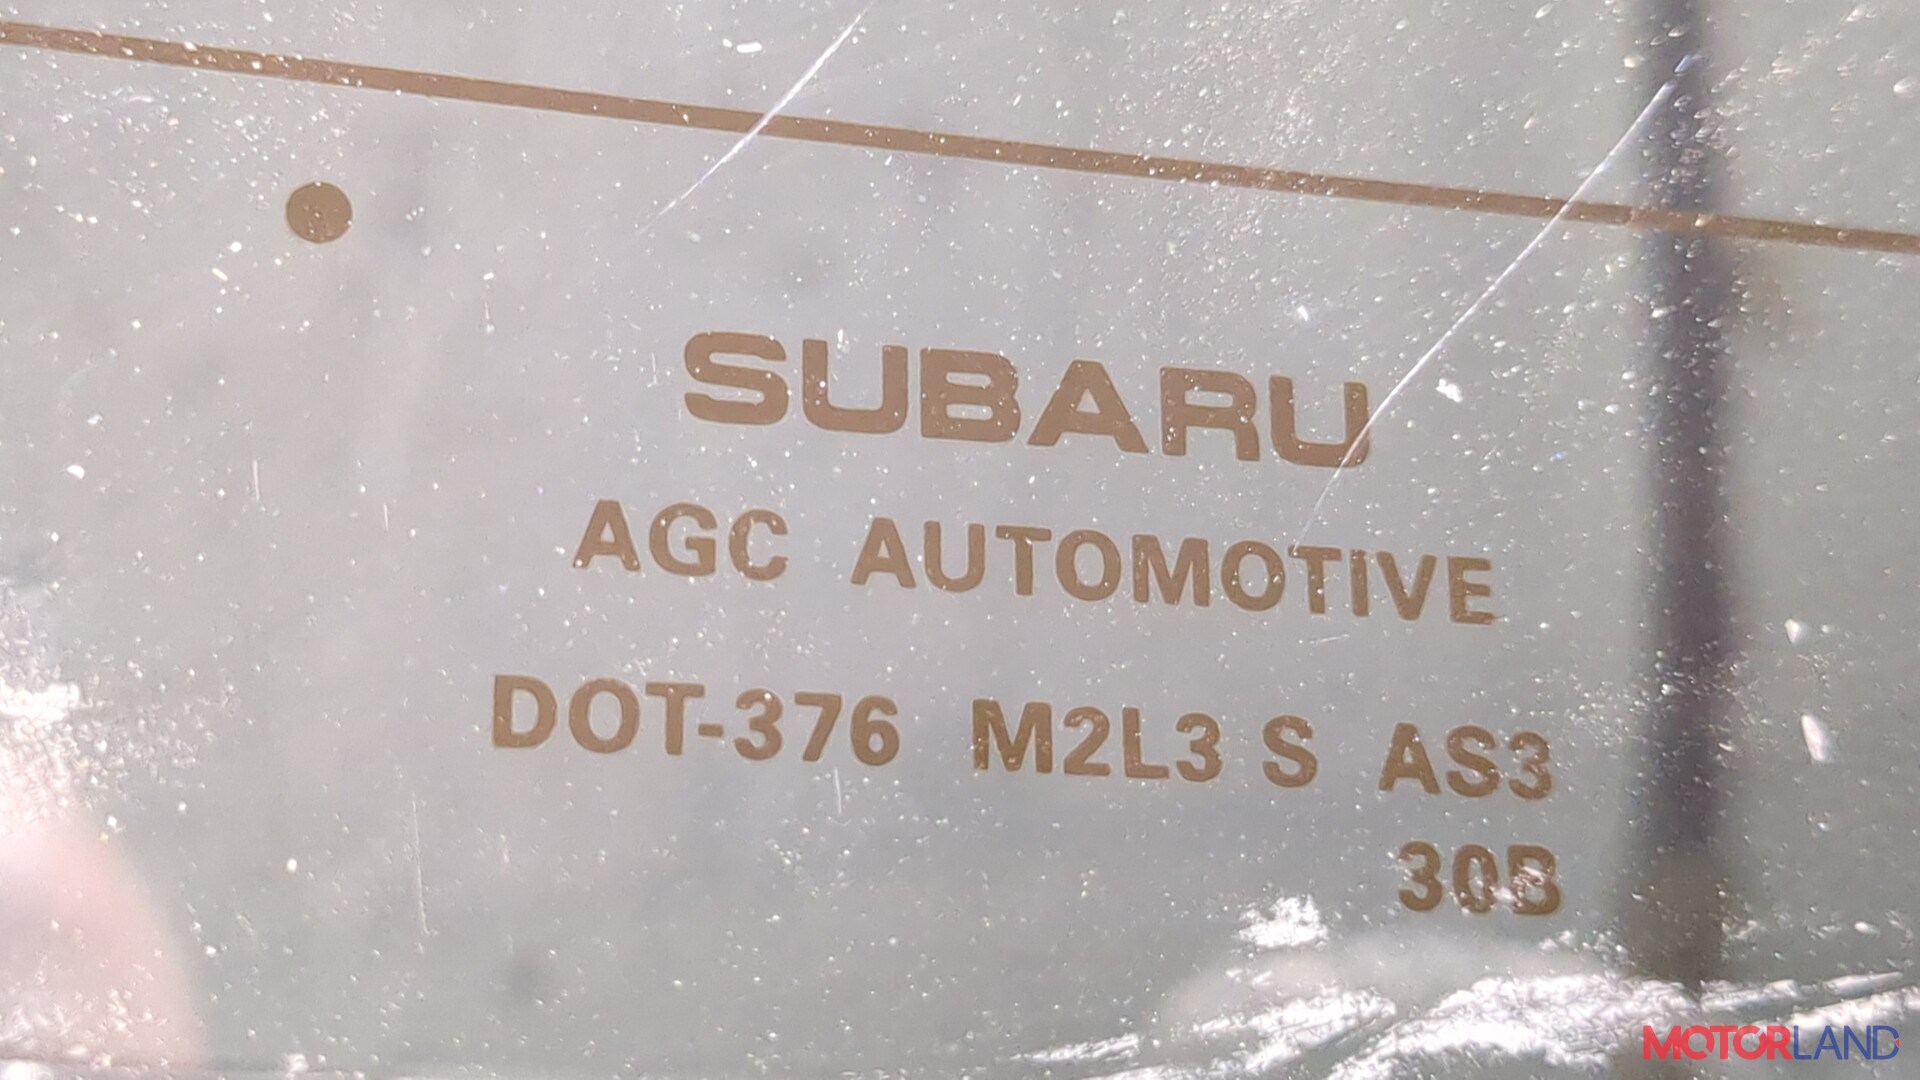 SUBARU
AGC AUTOMOTIVE
DOT-376 M2L3 S AS3
30B
MOTORLAND